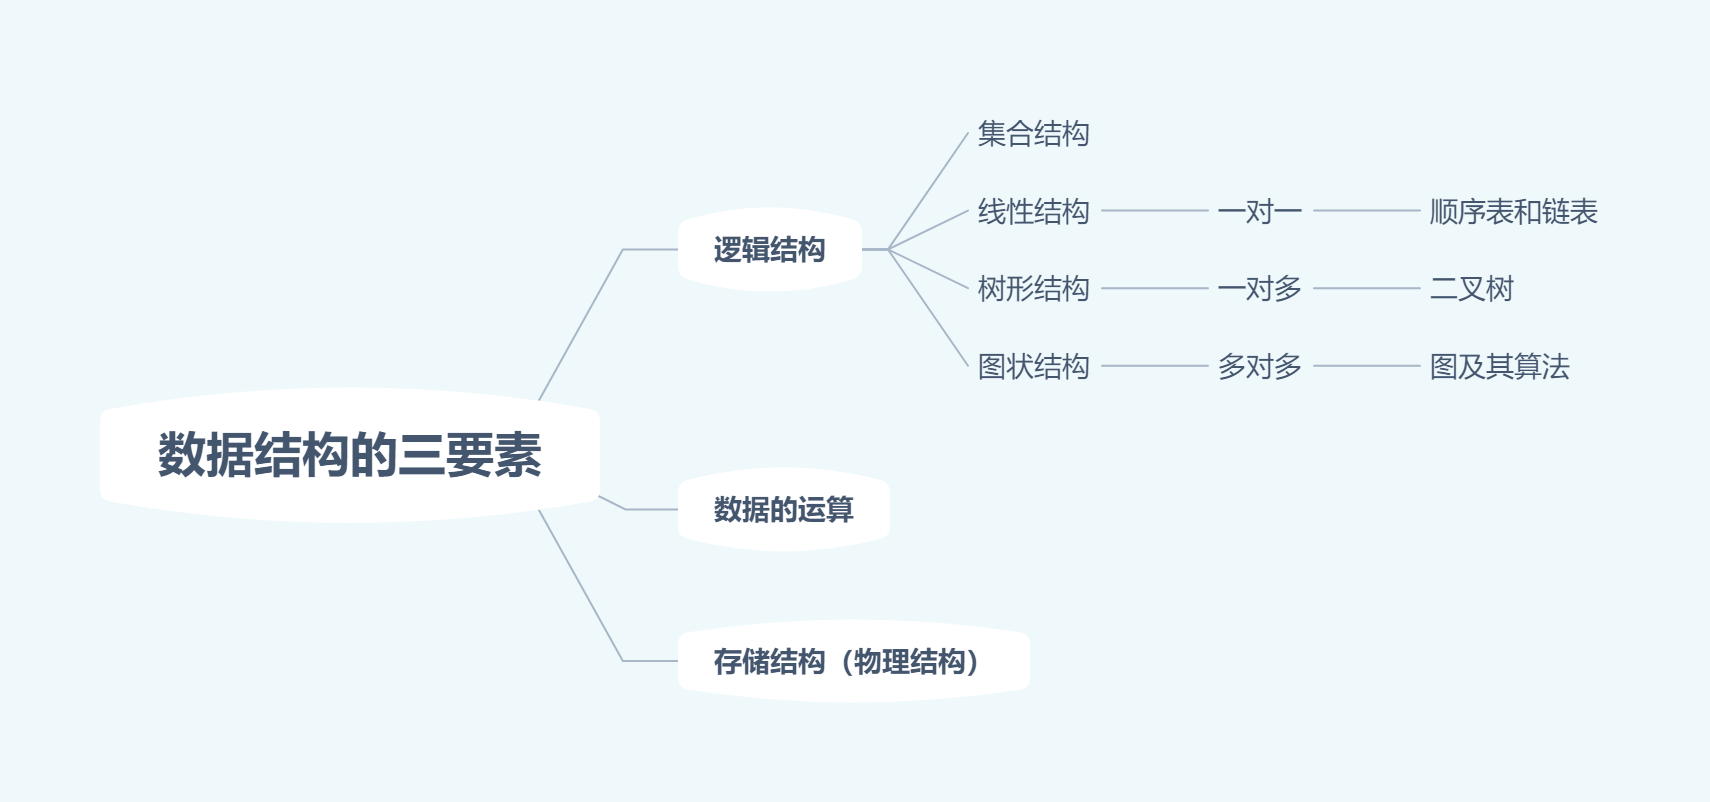 数据结构的三要素
逻辑结构
集合结构
线性结构
一对一
顺序表和链表
树形结构
一对多
二叉树
图状结构
多对多
图及其算法
数据的运算
存储结构（物理结构）